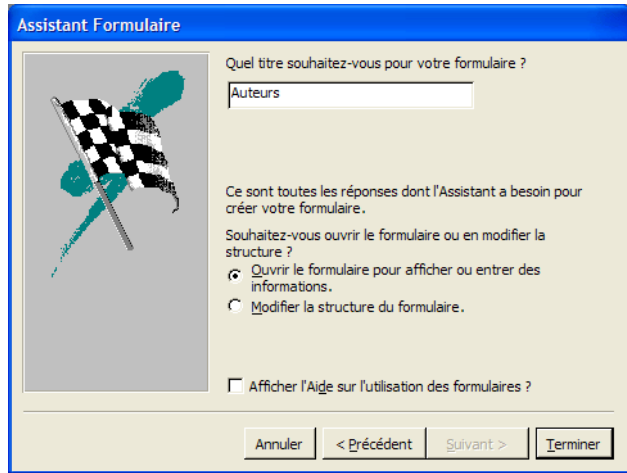 Assistant Formulaire
Quel titre souhaitez-vous pour votre formulaire ?
Auteurs
Ce sont toutes les réponses dont l'Assistant a besoin pour
créer votre formulaire.
Souhaitez-vous ouvrir le formulaire ou en modifier la
structure ?
Ouvrir le formulaire pour afficher ou entrer des
informations.
Modifier la structure du formulaire.
Afficher l'Aide sur l'utilisation des formulaires ?
Annuler
< Précédent
Suivant >
Terminer